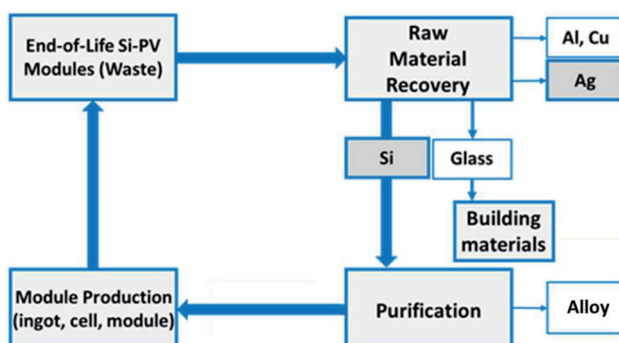 End-of-Life Si-PV
Modules (Waste)
Raw
Material
Recovery
Al, Cu
Ag
Si
Glass
Building
materials
Module Production
(ingot, cell, module)
Purification
Alloy